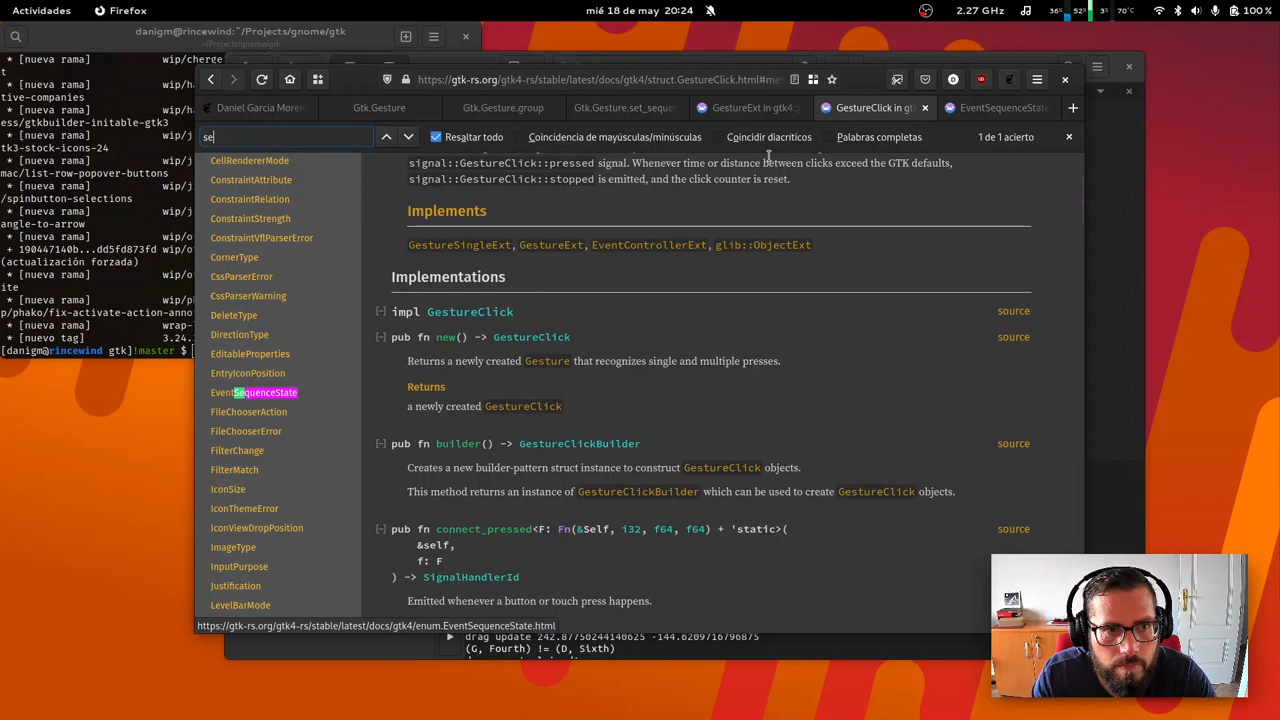 Actividades
Firefox
mié 18 de may  20:24
2.27 GHz
36%
52%
3%
70°C
100 %
danigm@rincewind:~/Projects/gnome/gtk
~/Projects/gnome/gtk
* [nueva rama]          wip/cherge
t
* [nueva rama]          wip/c
tive-companies
* [nueva rama]          wip/e
ess/gtkbuilder-initable-gtk3
* [nueva rama]          wip/g
tk3-stock-icons-24
* [nueva rama]          wip/j
mac/list-row-popover-buttons
* [nueva rama]          wip/j
/spinbutton-selections
* [nueva rama]          wip/j
angle-to-arrow
* [nueva rama]          wip/o
+ 190447140b...dd5fd873fd
(actualización forzada)
* [nueva rama]          wip/o
ite
* [nueva rama]          wip/p
p/phako/fix-activate-action-anno
* [nueva rama]          wrap-
* [nuevo tag]           3.24.3
[danigm@rincewind gtk]!master $
https://gtk-rs.org/gtk4-rs/stable/latest/docs/gtk4/struct.GestureClick.html#me
Daniel Garcia More
Gtk.Gesture
Gtk.Gesture.group
Gtk.Gesture.set_sequen
GestureExt in gtk4::p
GestureClick in gt
EventSequenceState
se
Resaltar todo
Coincidencia de mayúsculas/minúsculas
Coincidir diacríticos
Palabras completas
1 de 1 acierto
CellRendererMode
ConstraintAttribute
ConstraintRelation
ConstraintStrength
ConstraintVflParserError
CornerType
CssParserError
CssParserWarning
DeleteType
DirectionType
EditableProperties
EntryIconPosition
EventSequenceState
FileChooserAction
FileChooserError
FilterChange
FilterMatch
IconSize
IconThemeError
IconViewDropPosition
ImageType
InputPurpose
Justification
LevelBarMode
signal::GestureClick::pressed signal. Whenever time or distance between clicks exceed the GTK defaults,
signal::GestureClick::stopped is emitted, and the click counter is reset.
Implements
GestureSingleExt, GestureExt, EventControllerExt, glib::ObjectExt
Implementations
[-] impl GestureClick
source
[-] pub fn new() -> GestureClick
source
Returns a newly created Gesture that recognizes single and multiple presses.
Returns
a newly created GestureClick
[-] pub fn builder() -> GestureClickBuilder
source
Creates a new builder-pattern struct instance to construct GestureClick objects.
This method returns an instance of GestureClickBuilder which can be used to create GestureClick objects.
[-] pub fn connect_pressed<F: Fn(&Self, i32, f64, f64) + 'static>(
source
&self,
f: F
) -> SignalHandlerId
Emitted whenever a button or touch press happens.
https://gtk-rs.org/gtk4-rs/stable/latest/docs/gtk4/enum.EventSequenceState.html
drag update 242.87750244140625 -144.6209716796875
(G, Fourth) != (D, Sixth)